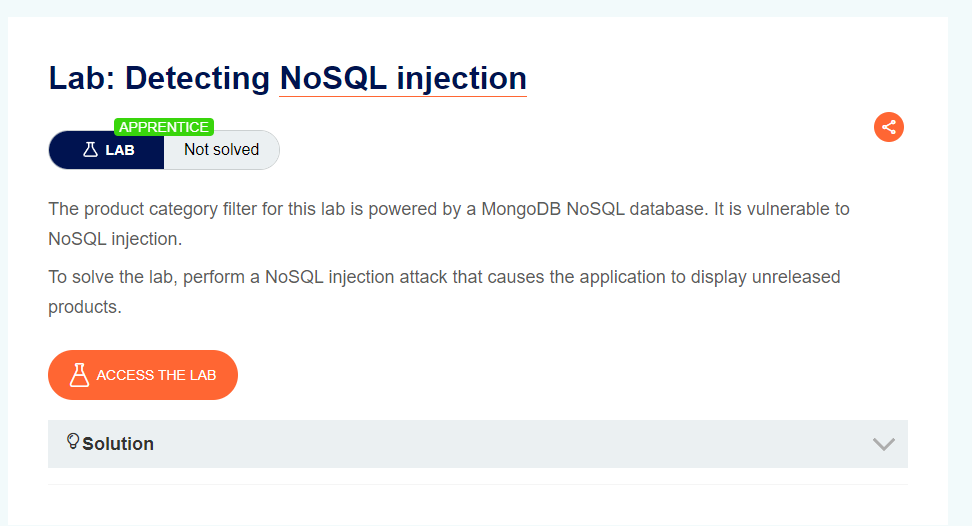 Lab: Detecting NoSQL injection
APPRENTICE
LAB Not solved
The product category filter for this lab is powered by a MongoDB NoSQL database. It is vulnerable to
NoSQL injection.
To solve the lab, perform a NoSQL injection attack that causes the application to display unreleased
products.
ACCESS THE LAB
Solution